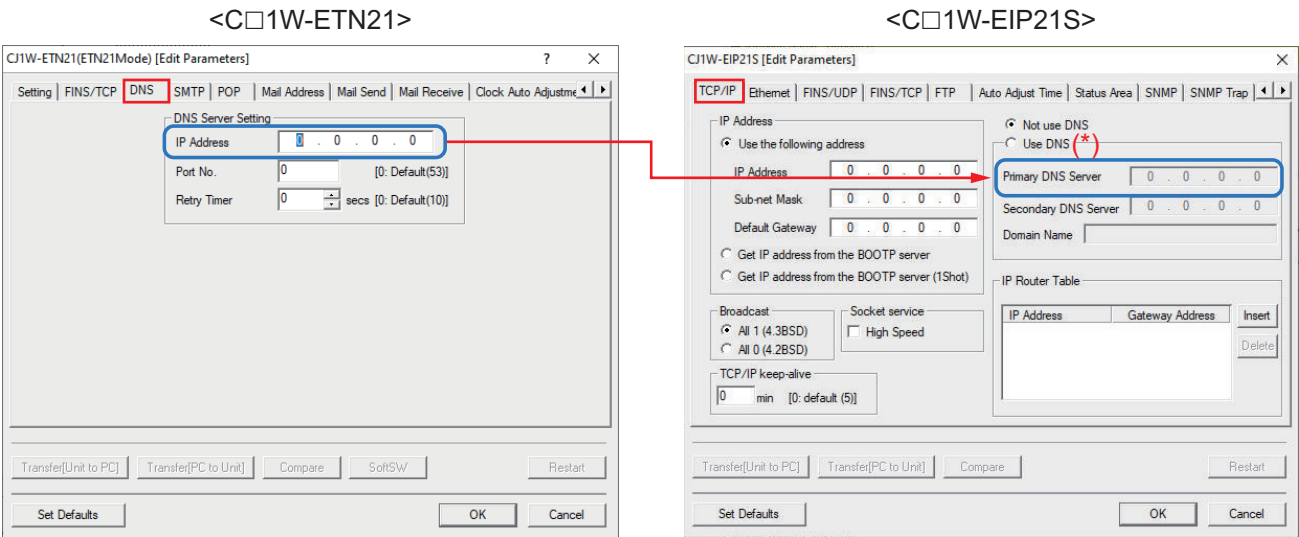 <C□1W-ETN21>
CJ1W-ETN21(ETN21Mode) [Edit Parameters] ? ×
Setting FINS/TCP DNS SMTP POP Mail Address Mail Send Mail Receive Clock Auto Adjustme
DNS Server Setting
IP Address 0 . 0 . 0 . 0
Port No. 0 [0: Default(53)]
Retry Timer 0 secs [0: Default(10)]
Transfer[Unit to PC] Transfer[PC to Unit] Compare SoftSW Restart
Set Defaults OK Cancel
<C□1W-EIP21S>
CJ1W-EIP21S [Edit Parameters] ×
TCP/IP Ethernet FINS/UDP FINS/TCP FTP Auto Adjust Time Status Area SNMP SNMP Trap
IP Address
Use the following address
IP Address 0 . 0 . 0 . 0
Sub-net Mask 0 . 0 . 0 . 0
Default Gateway 0 . 0 . 0 . 0
Get IP address from the BOOTP server
Get IP address from the BOOTP server (1Shot)
Broadcast
All 1 (4.3BSD)
All 0 (4.2BSD)
Socket service
High Speed
TCP/IP keep-alive
0 min [0: default (5)]
Not use DNS
Use DNS (*)
Primary DNS Server 0 . 0 . 0 . 0
Secondary DNS Server 0 . 0 . 0 . 0
Domain Name
IP Router Table
IP Address Gateway Address Insert
Delete
Transfer[Unit to PC] Transfer[PC to Unit] Compare Restart
Set Defaults OK Cancel